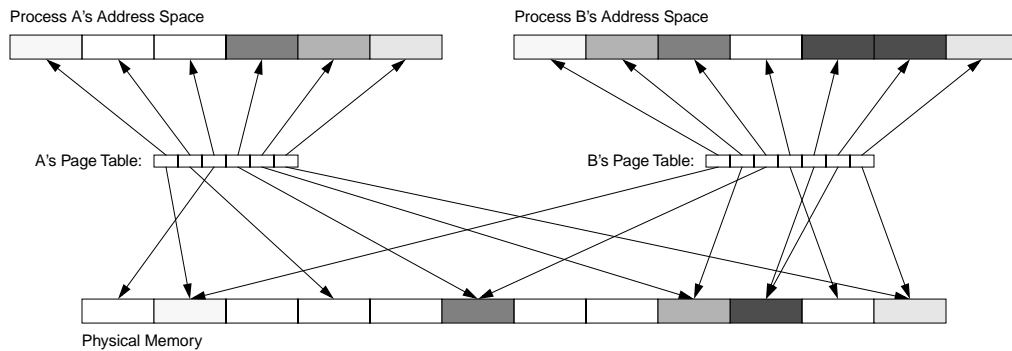 Process A's Address Space
Process B's Address Space
A's Page Table:
B's Page Table:
Physical Memory